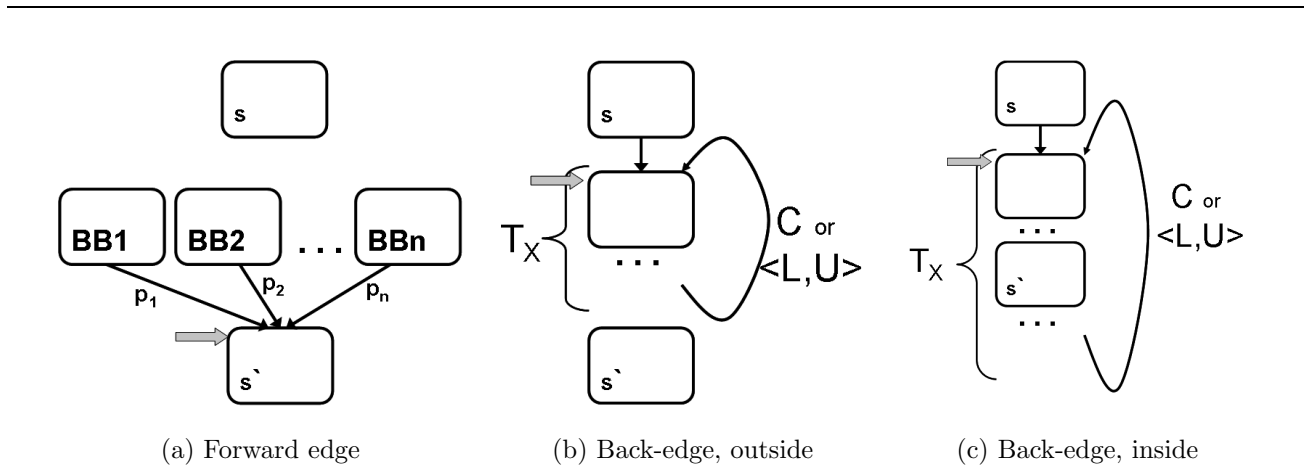 s
BB1 BB2 ... BBn
p1 p2 pn
s`
(a) Forward edge
s
TX
...
C or
<L,U>
s`
(b) Back-edge, outside
s
...
TX
s`
...
C or
<L,U>
(c) Back-edge, inside